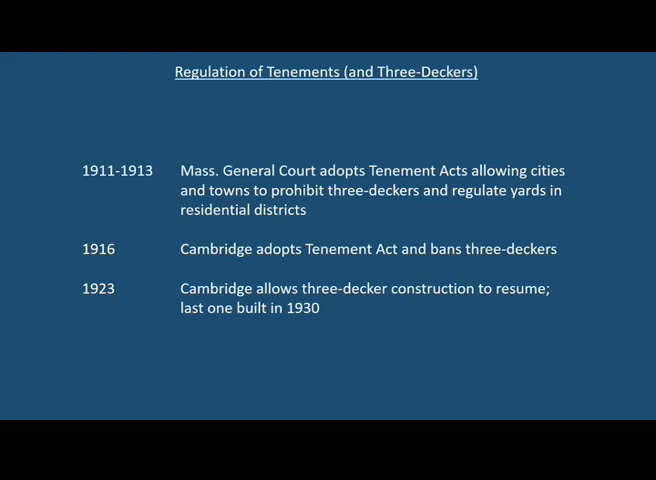 Regulation of Tenements (and Three-Deckers)
1911-1913 Mass. General Court adopts Tenement Acts allowing cities
and towns to prohibit three-deckers and regulate yards in
residential districts
1916 Cambridge adopts Tenement Act and bans three-deckers
1923 Cambridge allows three-decker construction to resume;
last one built in 1930